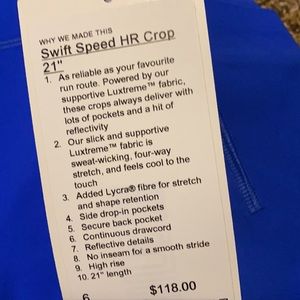 WHY WE MADE THIS
Swift Speed HR Crop
21"
1. As reliable as your favourite
run route. Powered by our
supportive Luxtreme™ fabric,
these crops always deliver with
lots of pockets and a hit of
reflectivity
2. Our slick and supportive
Luxtreme™ fabric is
sweat-wicking, four-way
stretch, and feels cool to the
touch
3. Added Lycra® fibre for stretch
and shape retention
4. Side drop-in pockets
5. Secure back pocket
6. Continuous drawcord
7. Reflective details
8. No inseam for a smooth stride
9. High rise
10. 21" length
6 $118.00